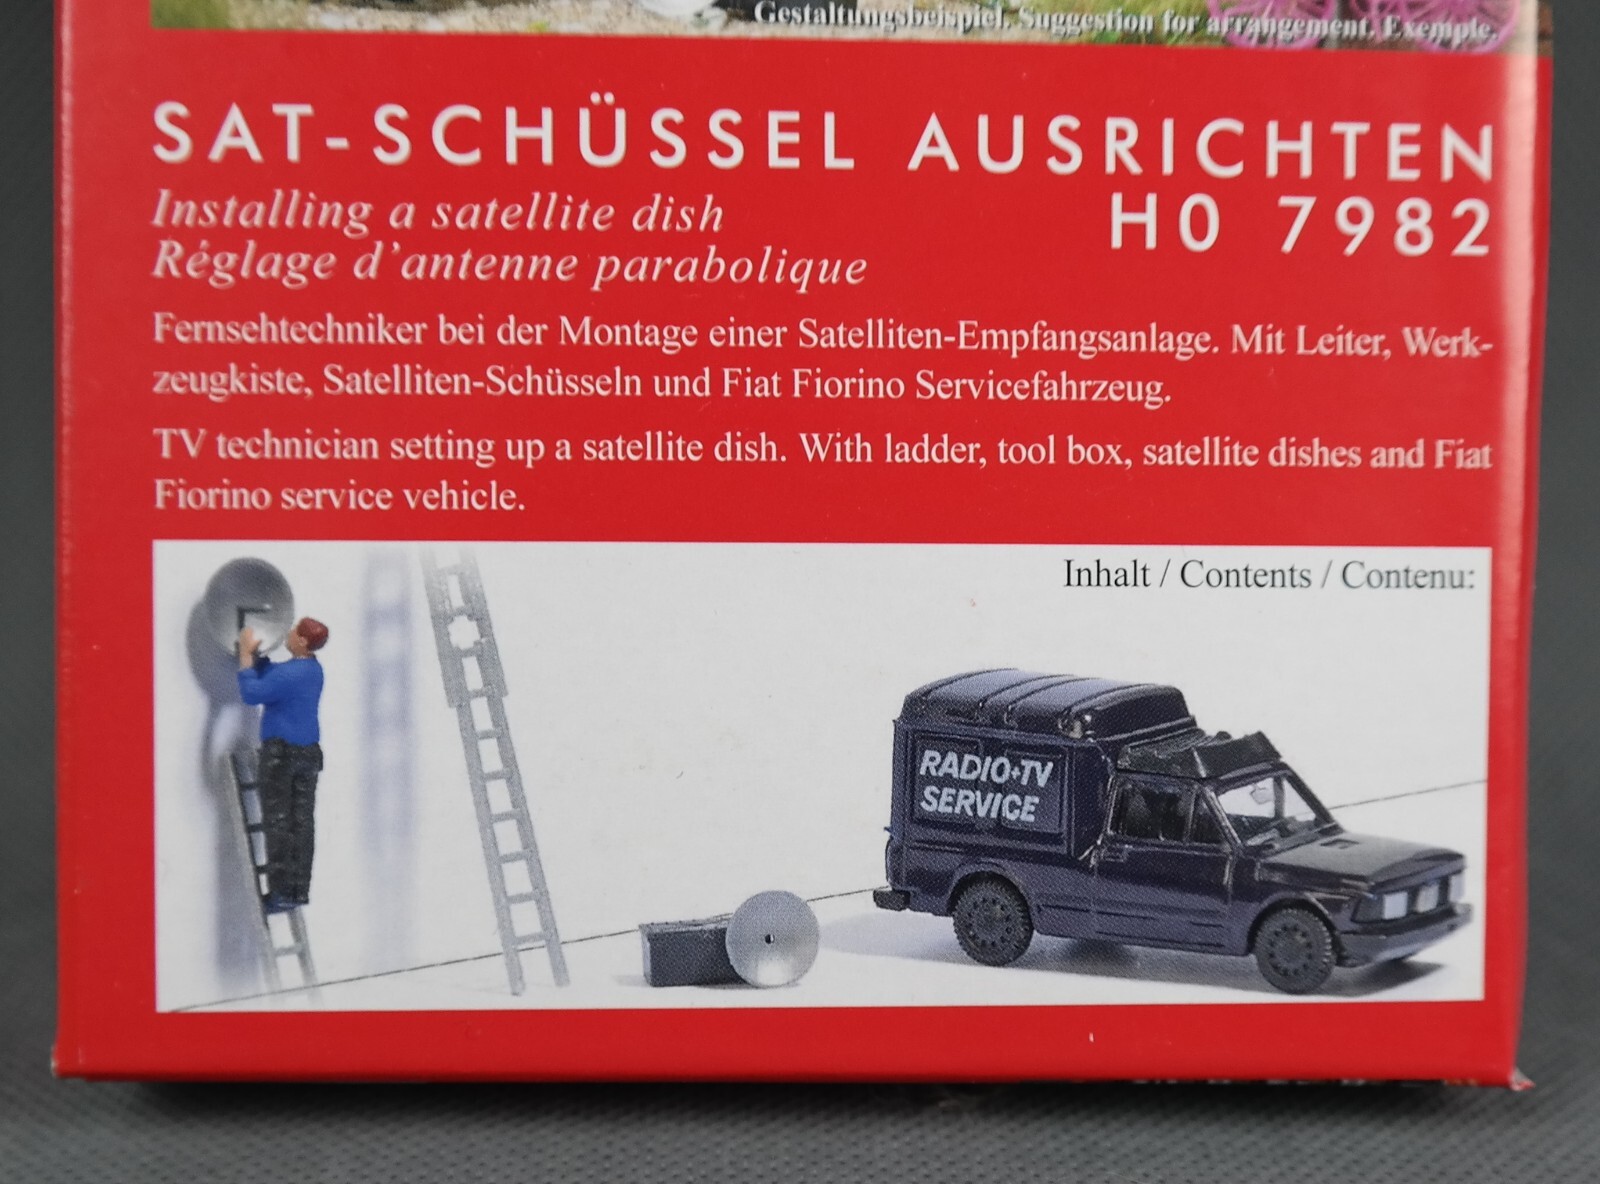 Gestaltungsbeispiel. Suggestion for arrangement. Exemple.
SAT-SCHÜSSEL AUSRICHTEN
Installing a satellite dish
H0 7982
Réglage d'antenne parabolique
Fernsehtechniker bei der Montage einer Satelliten-Empfangsanlage. Mit Leiter, Werk-
zeugkiste, Satelliten-Schüsseln und Fiat Fiorino Servicefahrzeug.
TV technician setting up a satellite dish. With ladder, tool box, satellite dishes and Fiat
Fiorino service vehicle.
Inhalt / Contents / Contenu:
RADIO+TV
SERVICE